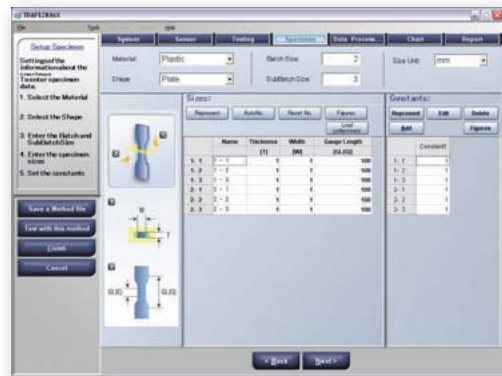 TRAPEZIUMX
File Tools Help
System Sensor Testing Specimen Data Process... Chart Report
Setup Specimen
Settings of the
information about the
specimen.
To enter specimen
data:
1. Select the Material
2. Select the Shape
3. Enter the Batch and
SubBatch Size
4. Enter the specimen
sizes
5. Set the constants
Save a Method file
Test with this method
Finish
Cancel
Material Plastic Batch Size 2 Size Unit mm
Shape Plate SubBatch Size 3
W
T
GL(E)
GL(G)
Sizes:
Represent AutoNo. Reset No. Figures
Load
collectively
Name Thickness Width Gauge Length
[T] [W] [GL(G)]
1- 1 1 - 1 1 1 100
1- 2 1 - 2 1 1 100
1- 3 1 - 3 1 1 100
2- 1 2 - 1 1 1 100
2- 2 2 - 2 1 1 100
2- 3 2 - 3 1 1 100
Constants:
Represent Edit Delete
Add Figures
Constant1
1- 1 1
1- 2 1
1- 3 1
2- 1 1
2- 2 1
2- 3 1
< Back Next >